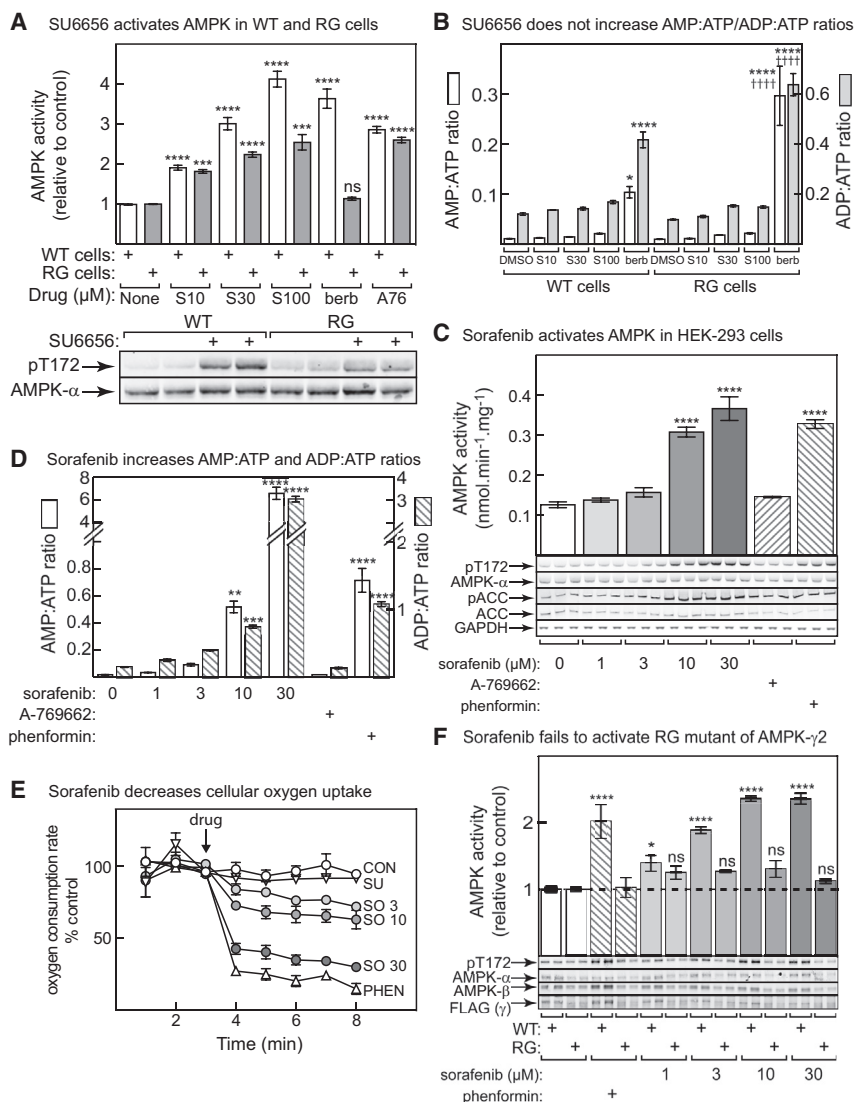 A SU6656 activates AMPK in WT and RG cells
AMPK activity
(relative to control)
4
3
2
1
0
**** *** **** **** **** *** **** ns **** ****
WT cells: + + + + + +
RG cells: + + + + + +
Drug (µM): None S10 S30 S100 berb A76
WT RG
SU6656: + + + +
pT172
AMPK-α
B SU6656 does not increase AMP:ATP/ADP:ATP ratios
AMP:ATP ratio
0.3
0.2
0.1
ADP:ATP ratio
0.6
0.4
0.2
* **** **** †††† **** ††††
DMSO S10 S30 S100 berb DMSO S10 S30 S100 berb
WT cells RG cells
C Sorafenib activates AMPK in HEK-293 cells
AMPK activity
(nmol.min-1.mg-1)
0.4
0.3
0.2
0.1
**** **** ****
pT172
AMPK-α
pACC
ACC
GAPDH
sorafenib (µM): 0 1 3 10 30
A-769662: +
phenformin: +
D Sorafenib increases AMP:ATP and ADP:ATP ratios
AMP:ATP ratio
8
6
4
0.8
0.6
0.4
0.2
ADP:ATP ratio
4
3
2
1
** *** **** **** **** ****
sorafenib: 0 1 3 10 30
A-769662: +
phenformin: +
E Sorafenib decreases cellular oxygen uptake
oxygen consumption rate
% control
100
50
drug
CON
SU
SO 3
SO 10
SO 30
PHEN
2 4 6 8
Time (min)
F Sorafenib fails to activate RG mutant of AMPK-γ2
AMPK activity
(relative to control)
2
1
**** * ns **** ns **** ns **** ns
pT172
AMPK-α
AMPK-β
FLAG (γ)
WT: + + + + + +
RG: + + + + + +
sorafenib (µM): 1 3 10 30
phenformin: +